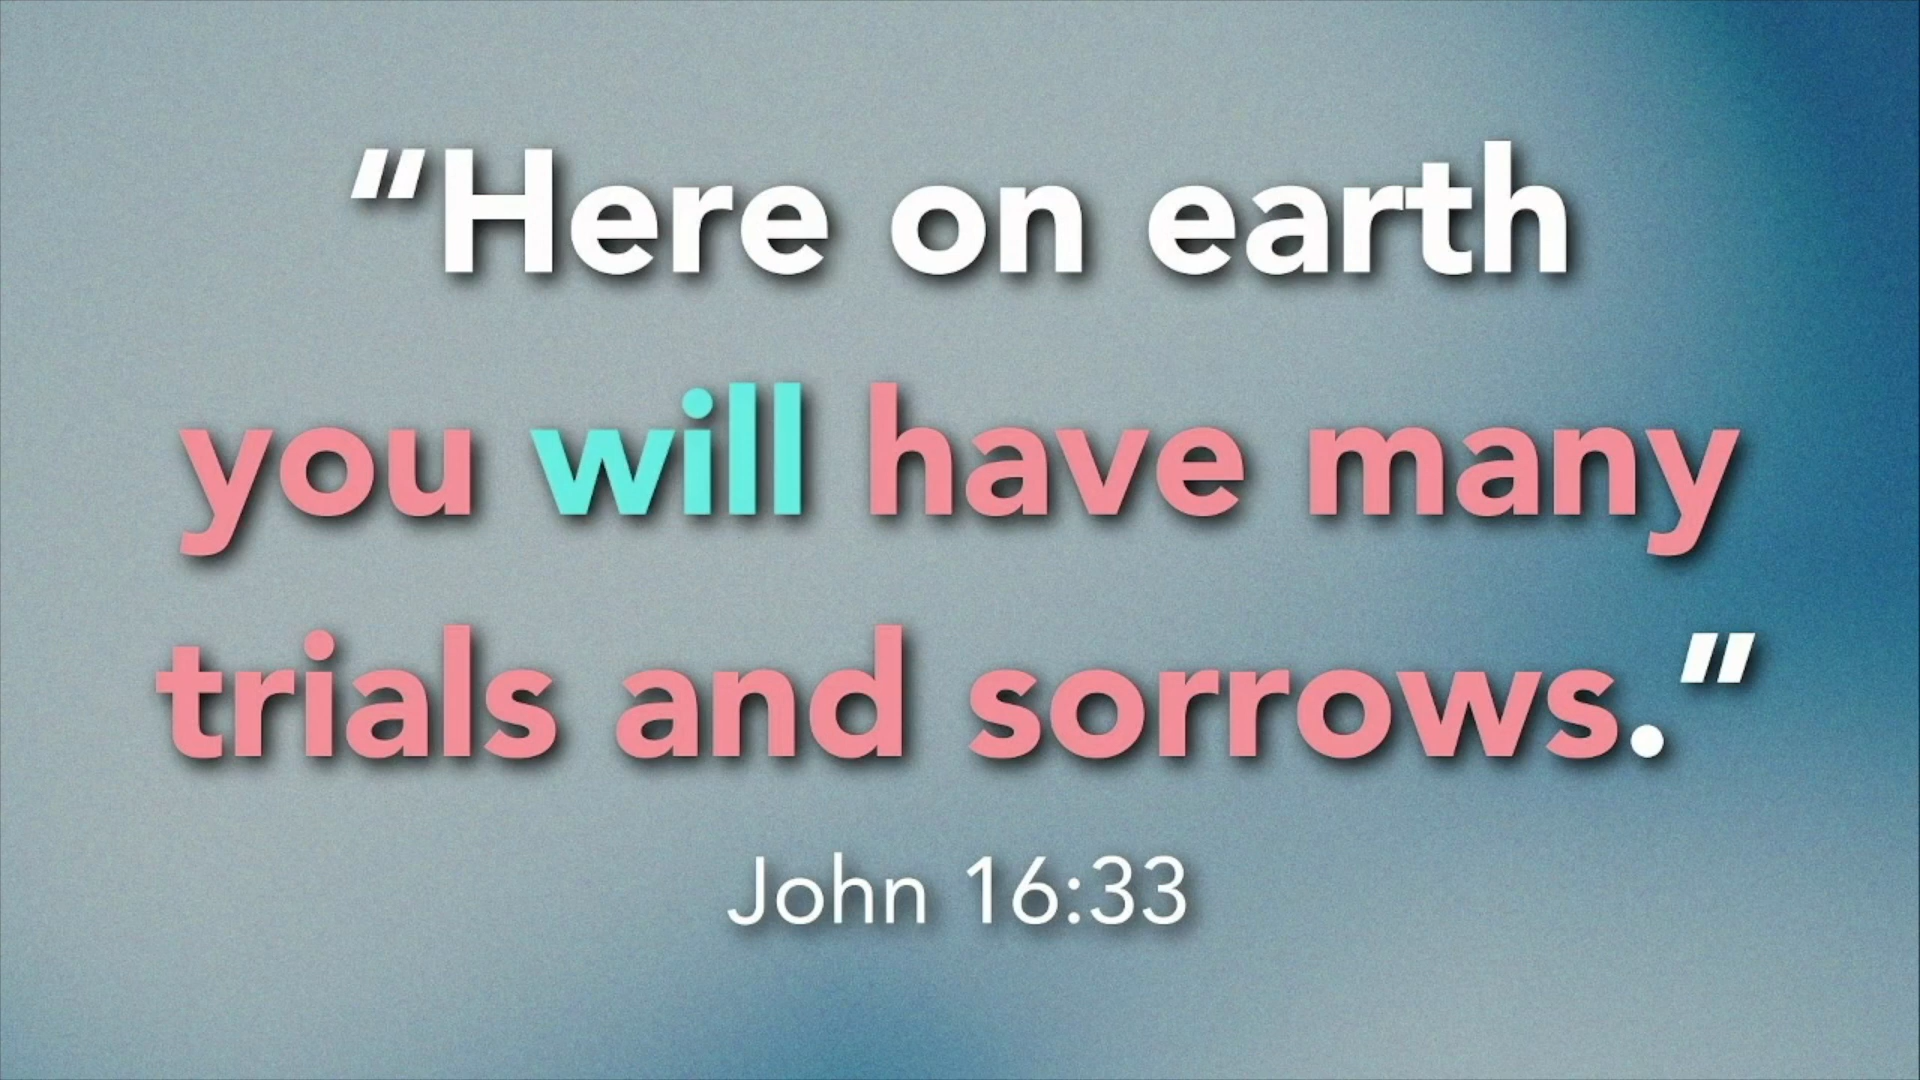 “Here on earth
you will have many
trials and sorrows.”
John 16:33